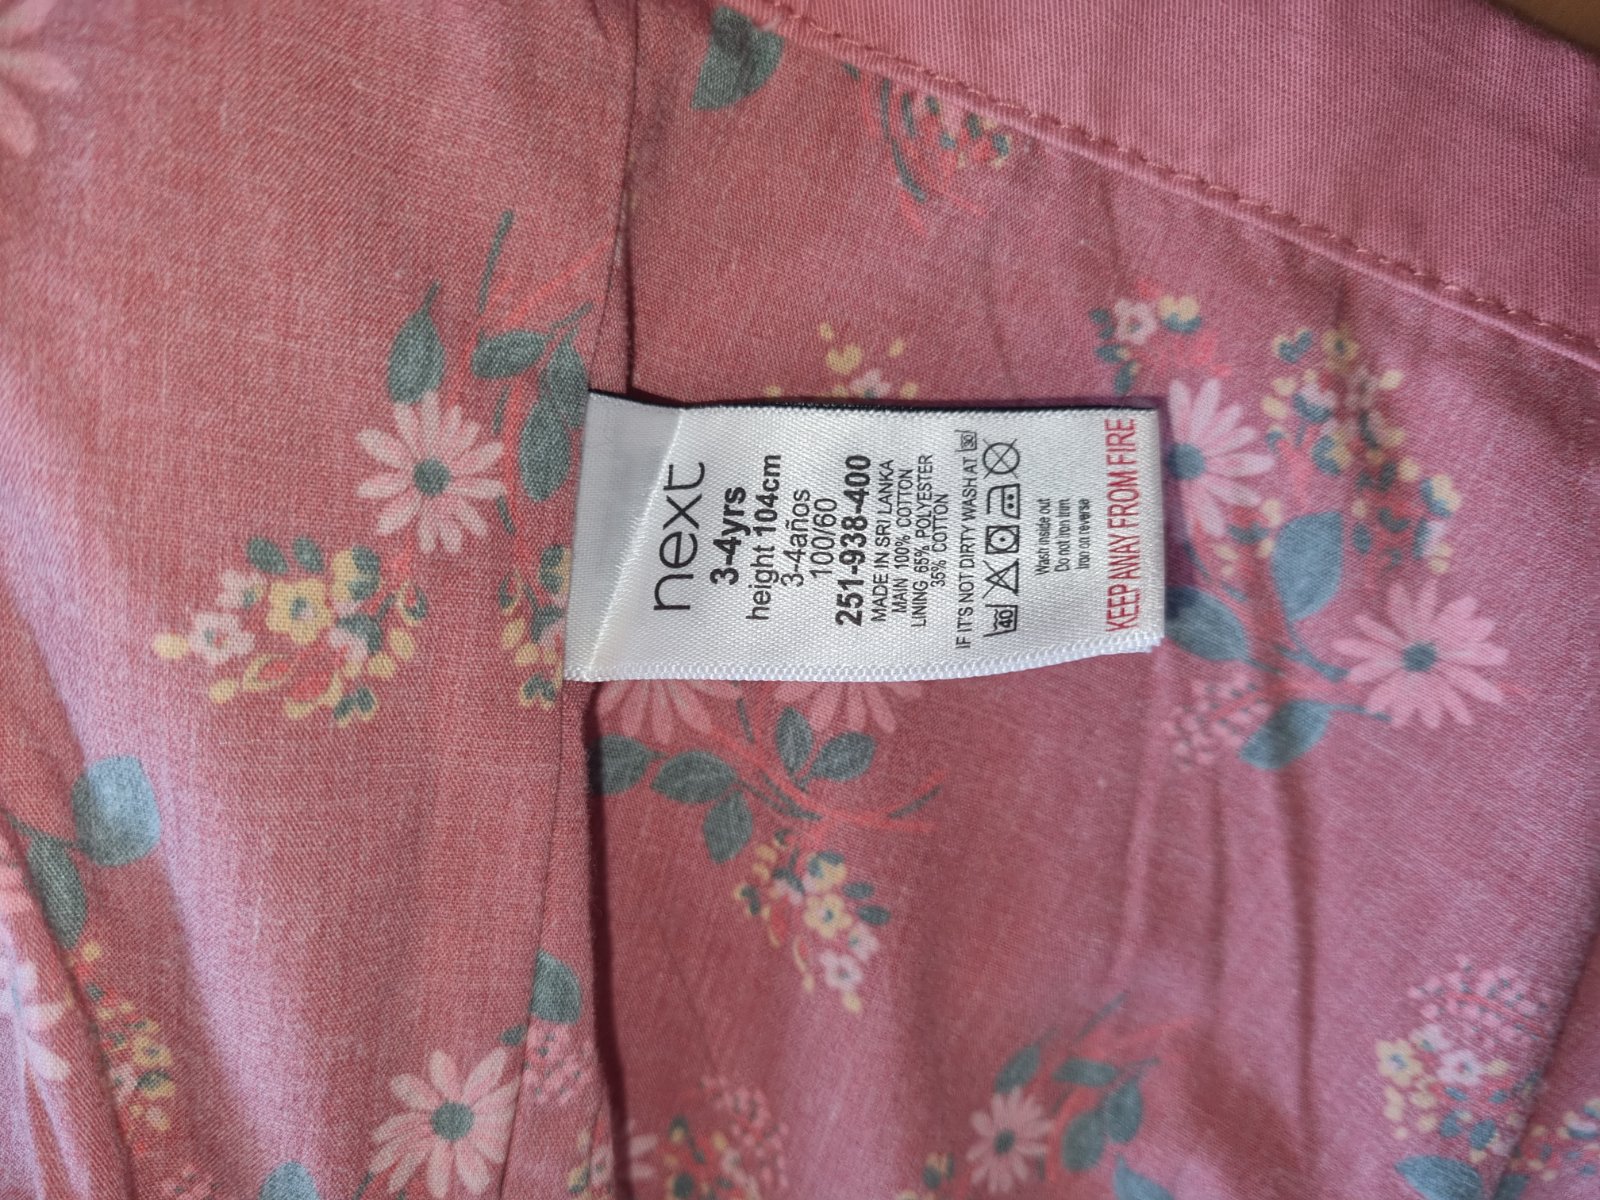 next
3-4yrs
height 104cm
3-4años
100/60
251-938-400
MADE IN SRI LANKA
MAIN 100% COTTON
LINING 65% POLYESTER
35% COTTON
IF IT'S NOT DIRTY WASH AT 30
40
Wash inside out
Do not iron trim
Iron on reverse
KEEP AWAY FROM FIRE